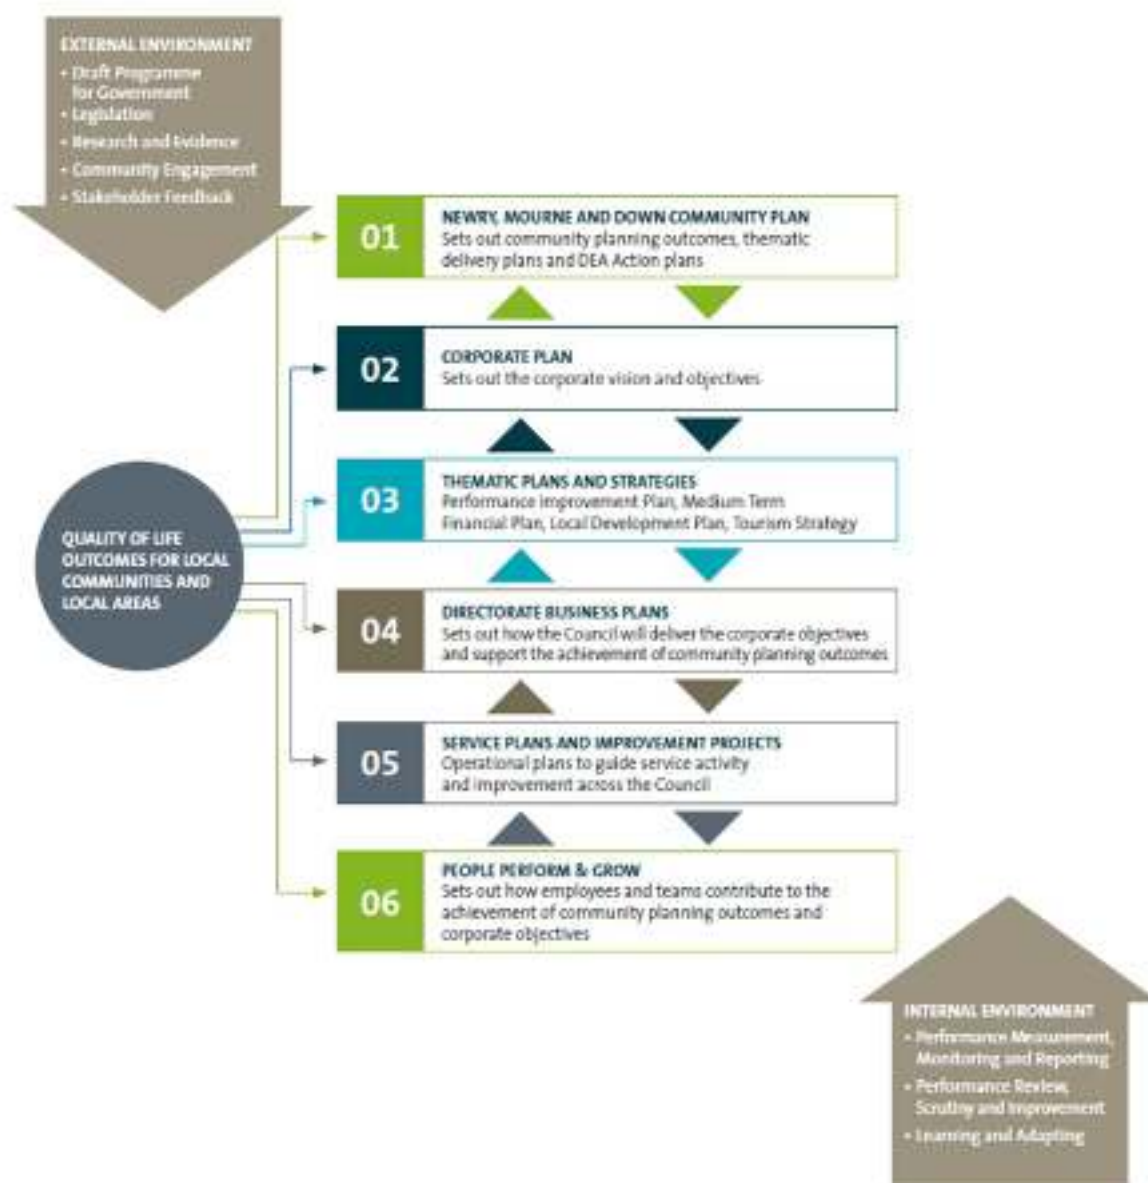 EXTERNAL ENVIRONMENT
• Draft Programme
for Government
• Legislation
• Research and Evidence
• Community Engagement
• Stakeholder Feedback
01
NEWRY, MOURNE AND DOWN COMMUNITY PLAN
Sets out community planning outcomes, thematic
delivery plans and DEA Action plans
02
CORPORATE PLAN
Sets out the corporate vision and objectives
03
THEMATIC PLANS AND STRATEGIES
Performance Improvement Plan, Medium Term
Financial Plan, Local Development Plan, Tourism Strategy
QUALITY OF LIFE
OUTCOMES FOR LOCAL
COMMUNITIES AND
LOCAL AREAS
04
DIRECTORATE BUSINESS PLANS
Sets out how the Council will deliver the corporate objectives
and support the achievement of community planning outcomes
05
SERVICE PLANS AND IMPROVEMENT PROJECTS
Operational plans to guide service activity
and improvement across the Council
06
PEOPLE PERFORM & GROW
Sets out how employees and teams contribute to the
achievement of community planning outcomes and
corporate objectives
INTERNAL ENVIRONMENT
• Performance Measurement,
Monitoring and Reporting
• Performance Review,
Scrutiny and Improvement
• Learning and Adapting